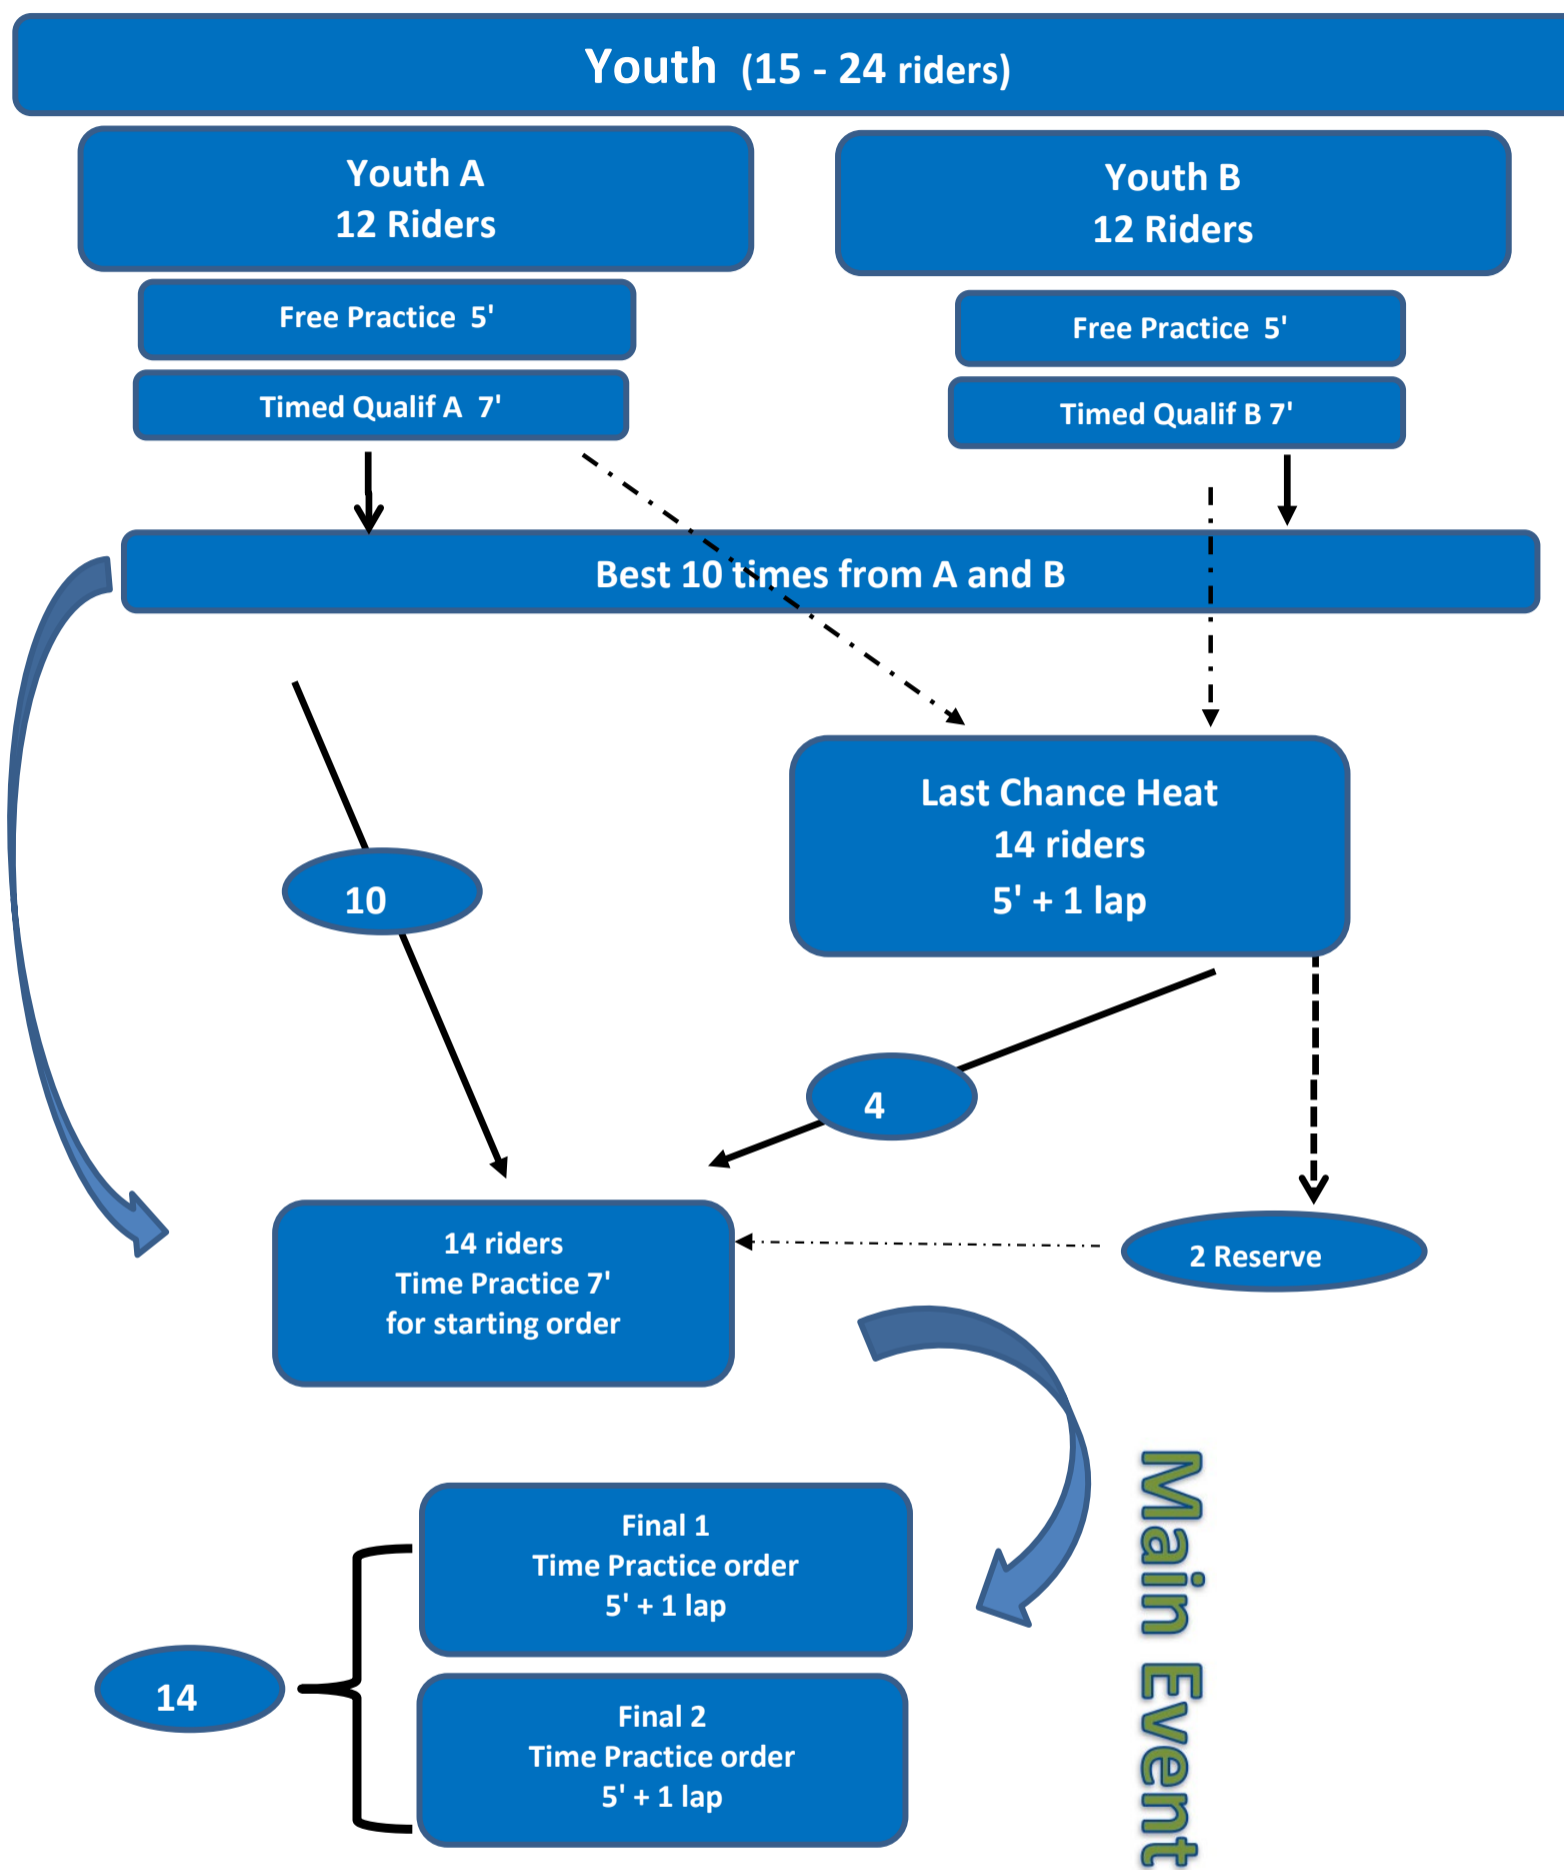 Youth (15 - 24 riders)
Youth A
12 Riders
Youth B
12 Riders
Free Practice 5'
Free Practice 5'
Timed Qualif A 7'
Timed Qualif B 7'
Best 10 times from A and B
Last Chance Heat
14 riders
5' + 1 lap
10
4
14 riders
Time Practice 7'
for starting order
2 Reserve
Main Event
Final 1
Time Practice order
5' + 1 lap
14
Final 2
Time Practice order
5' + 1 lap